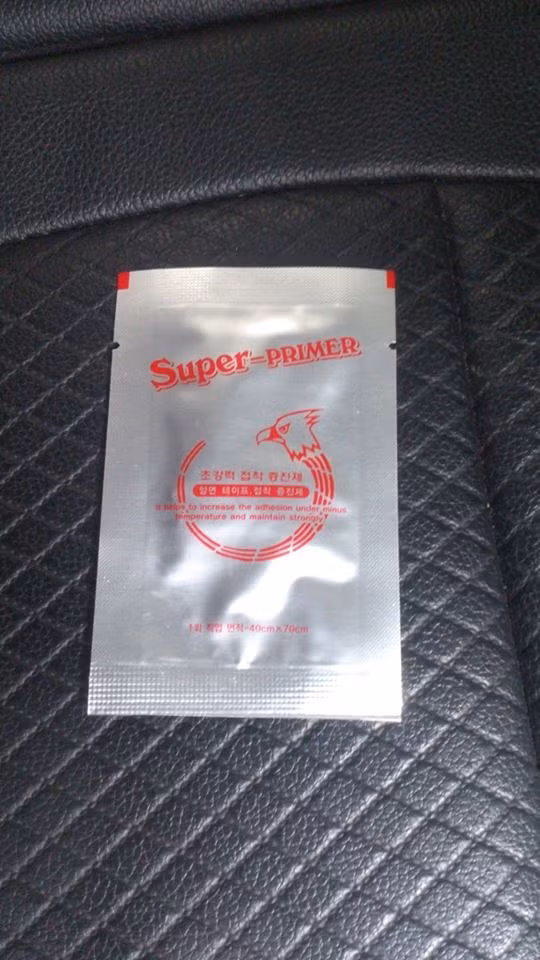 Super-PRIMER
초강력 접착 증진제
일면 테이프, 접착 증진제
It helps to increase the adhesion under minus
temperature and maintain strongly
1회 작업 면적-40cm×70cm